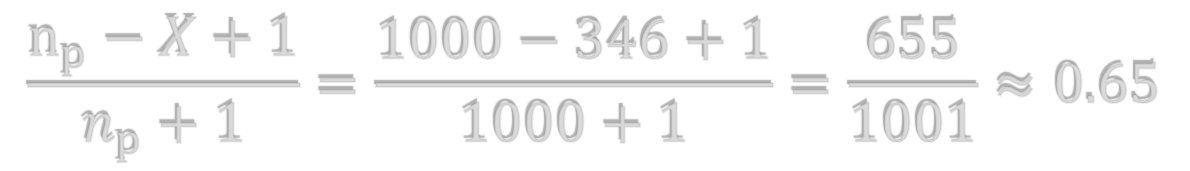 (n_p − X + 1)/(n_p + 1) = (1000 − 346 + 1)/(1000 + 1) = 655/1001 ≈ 0.65